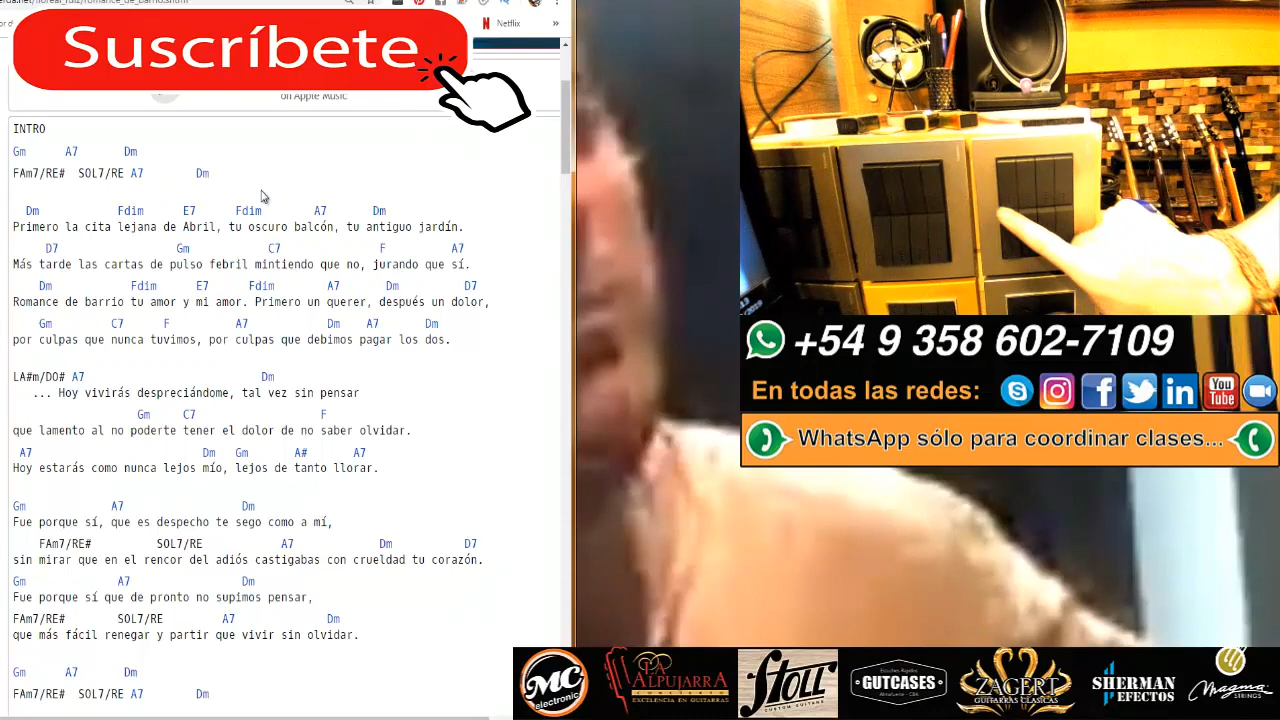 Netflix
Suscríbete
on Apple Music
INTRO
Gm A7 Dm
FAm7/RE# SOL7/RE A7 Dm
Dm Fdim E7 Fdim A7 Dm
Primero la cita lejana de Abril, tu oscuro balcón, tu antiguo jardín.
D7 Gm C7 F A7
Más tarde las cartas de pulso febril mintiendo que no, jurando que sí.
Dm Fdim E7 Fdim A7 Dm D7
Romance de barrio tu amor y mi amor. Primero un querer, después un dolor,
Gm C7 F A7 Dm A7 Dm
por culpas que nunca tuvimos, por culpas que debimos pagar los dos.
LA#m/DO# A7 Dm
... Hoy vivirás despreciándome, tal vez sin pensar
Gm C7 F
que lamento al no poderte tener el dolor de no saber olvidar.
A7 Dm Gm A# A7
Hoy estarás como nunca lejos mío, lejos de tanto llorar.
Gm A7 Dm
Fue porque sí, que es despecho te sego como a mí,
FAm7/RE# SOL7/RE A7 Dm D7
sin mirar que en el rencor del adiós castigabas con crueldad tu corazón.
Gm A7 Dm
Fue porque sí que de pronto no supimos pensar,
FAm7/RE# SOL7/RE A7 Dm
que más fácil renegar y partir que vivir sin olvidar.
Gm A7 Dm
FAm7/RE# SOL7/RE A7 Dm
+54 9 358 602-7109
En todas las redes:
You
Tube
in
WhatsApp sólo para coordinar clases...
MC
electronic
LA
ALPUJARRA
CONCIERTO
EXCELENCIA EN GUITARRAS
STOLL
CUSTOM GUITARS
Estuches Rígidos
GUTCASES
ZAGERT
GUITARRAS CLASICAS
SHERMAN
EFECTOS
Magma
STRINGS